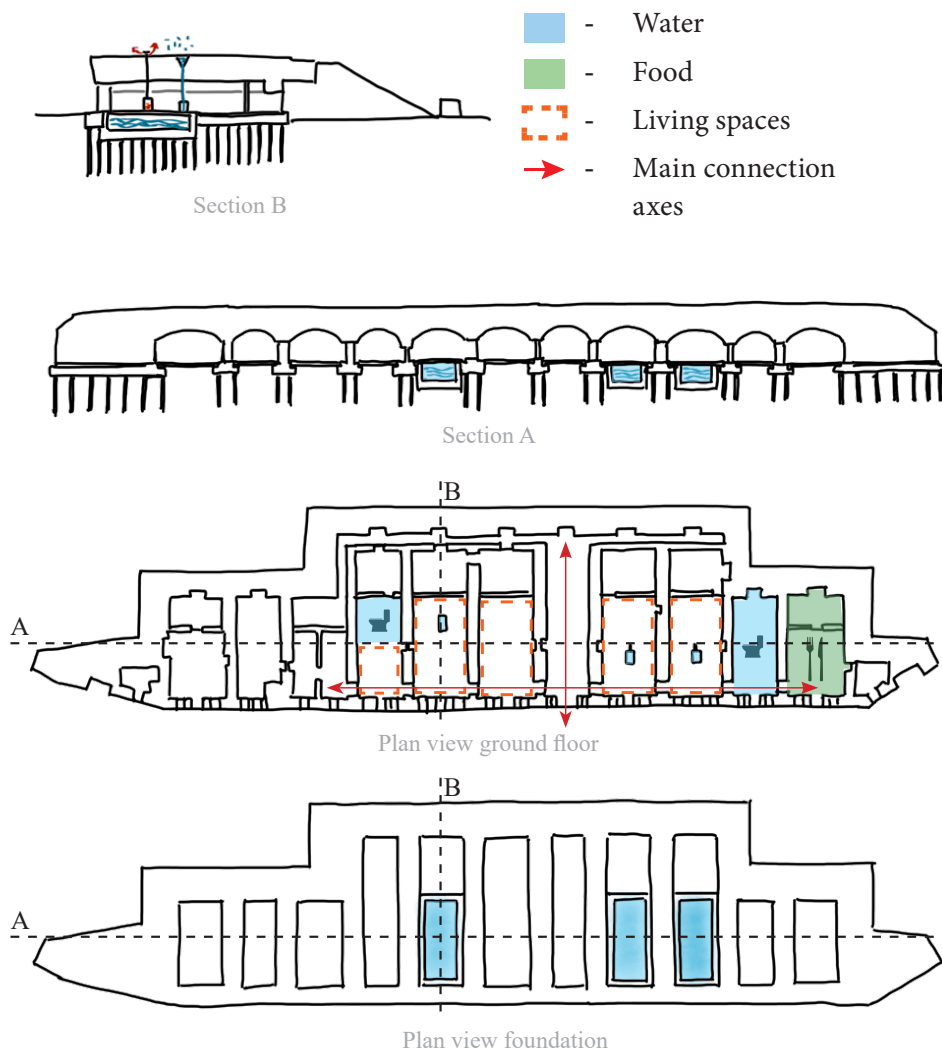 - Water
- Food
- Living spaces
- Main connection
axes
Section B
Section A
B
A
Plan view ground floor
B
A
Plan view foundation